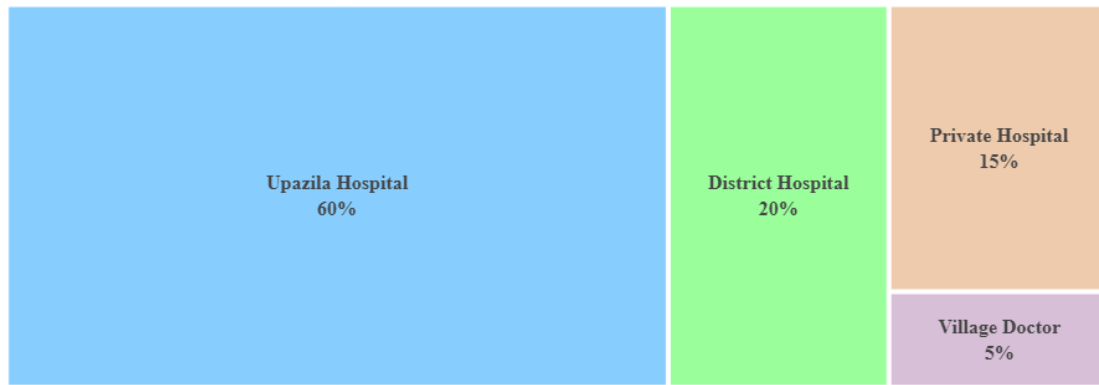 Upazila Hospital
60%
District Hospital
20%
Private Hospital
15%
Village Doctor
5%